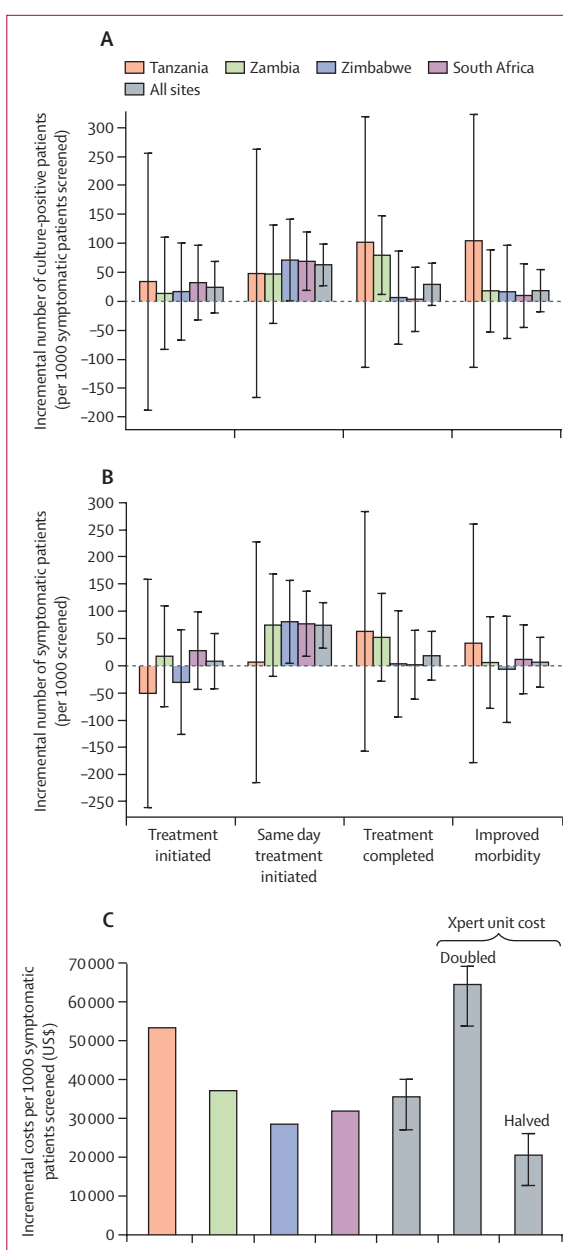 A
Tanzania
Zambia
Zimbabwe
South Africa
All sites
Incremental number of culture-positive patients
(per 1000 symptomatic patients screened)
300
250
200
150
100
50
0
–50
–100
–150
–200
B
Incremental number of symptomatic patients
(per 1000 screened)
300
250
200
150
100
50
0
–50
–100
–150
–200
–250
Treatment
initiated
Same day
treatment
initiated
Treatment
completed
Improved
morbidity
C
Xpert unit cost
Doubled
Halved
Incremental costs per 1000 symptomatic
patients screened (US$)
70 000
60 000
50 000
40 000
30 000
20 000
10 000
0